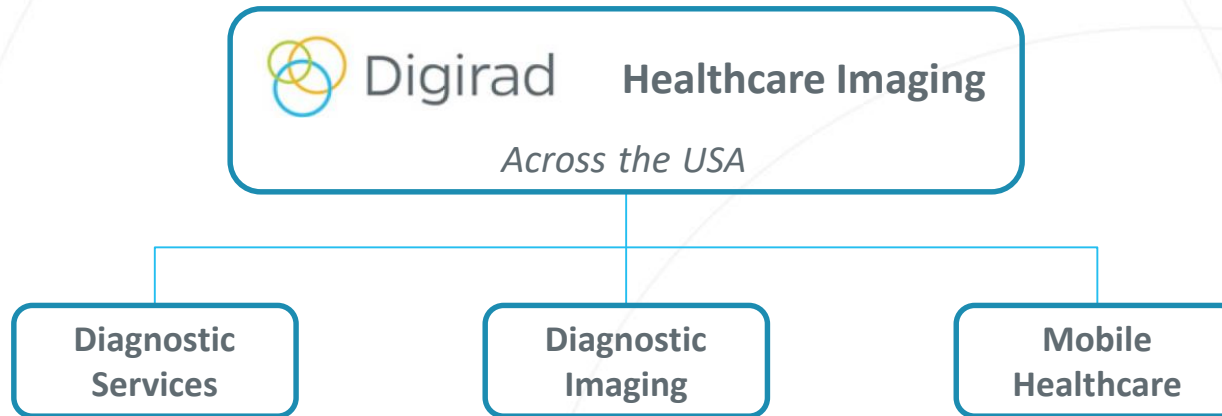 Digirad Healthcare Imaging
Across the USA
Diagnostic
Services
Diagnostic
Imaging
Mobile
Healthcare